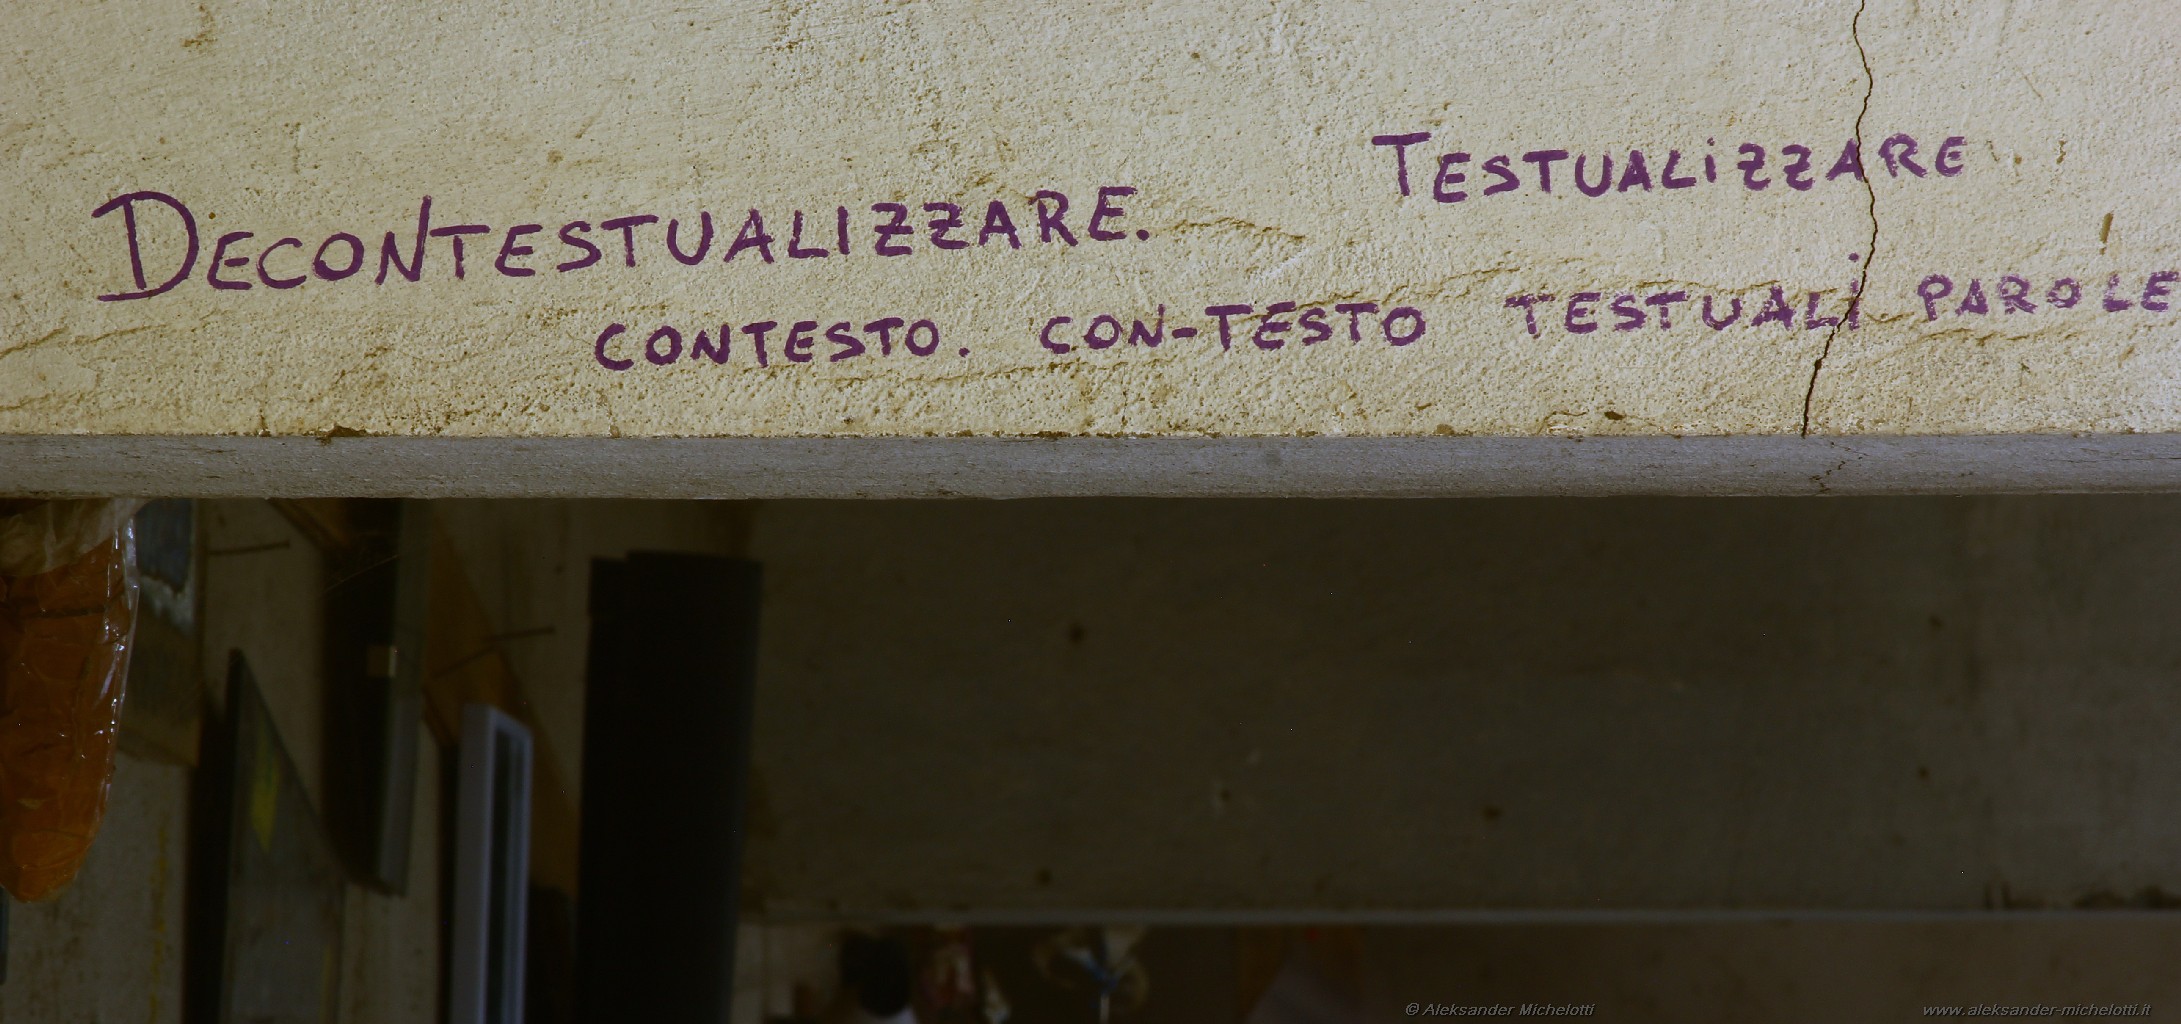 DECONTESTUALIZZARE.
TESTUALIZZARE
CONTESTO. CON-TESTO TESTUALI PAROLE
© Aleksander Michelotti
www.aleksander-michelotti.it